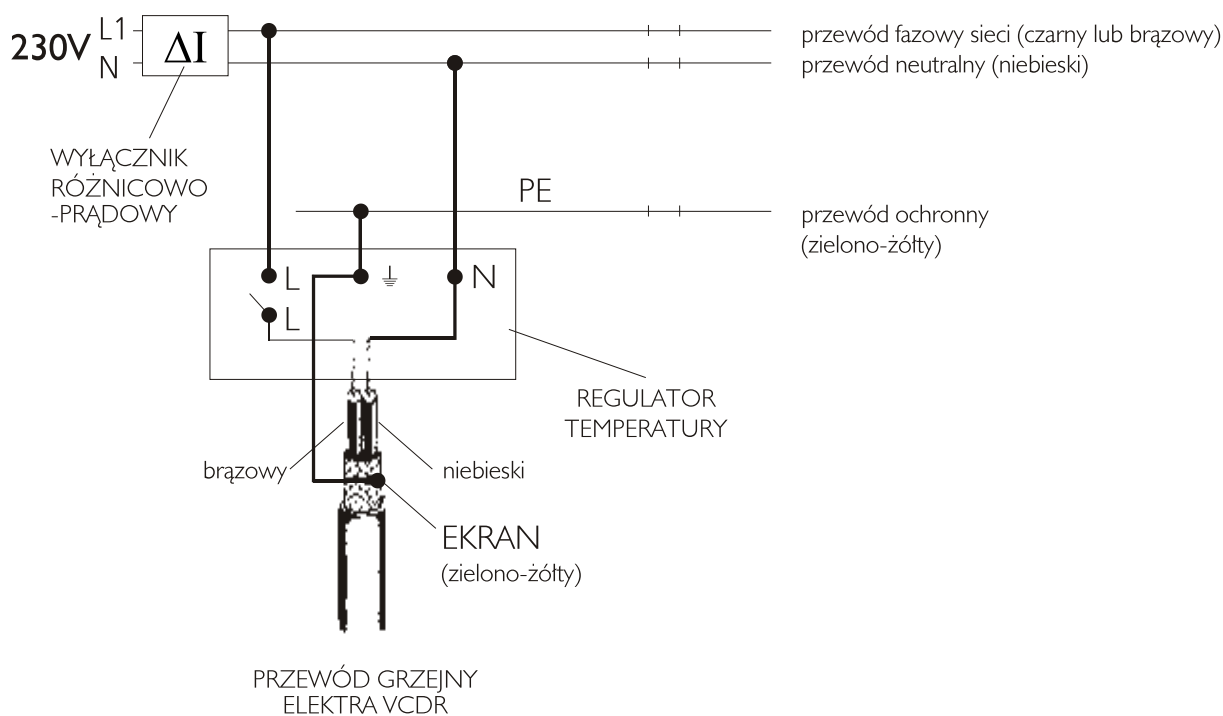 230V
L1
N
ΔI
przewód fazowy sieci (czarny lub brązowy)
przewód neutralny (niebieski)
WYŁĄCZNIK
RÓŻNICOWO
-PRĄDOWY
PE
przewód ochronny
(zielono-żółty)
L
N
L
REGULATOR
TEMPERATURY
brązowy
niebieski
EKRAN
(zielono-żółty)
PRZEWÓD GRZEJNY
ELEKTRA VCDR